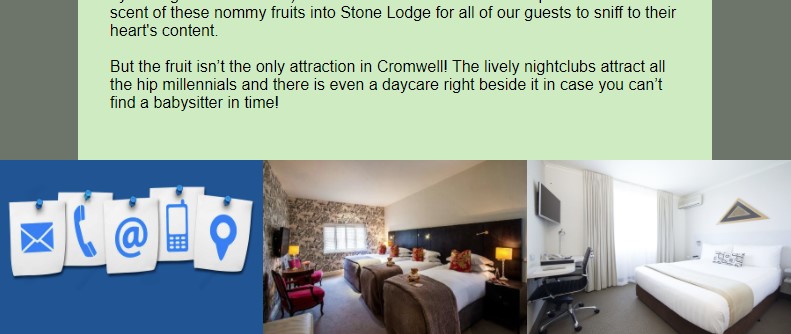 scent of these nommy fruits into Stone Lodge for all of our guests to sniff to their
heart's content.
But the fruit isn’t the only attraction in Cromwell! The lively nightclubs attract all
the hip millennials and there is even a daycare right beside it in case you can’t
find a babysitter in time!
@